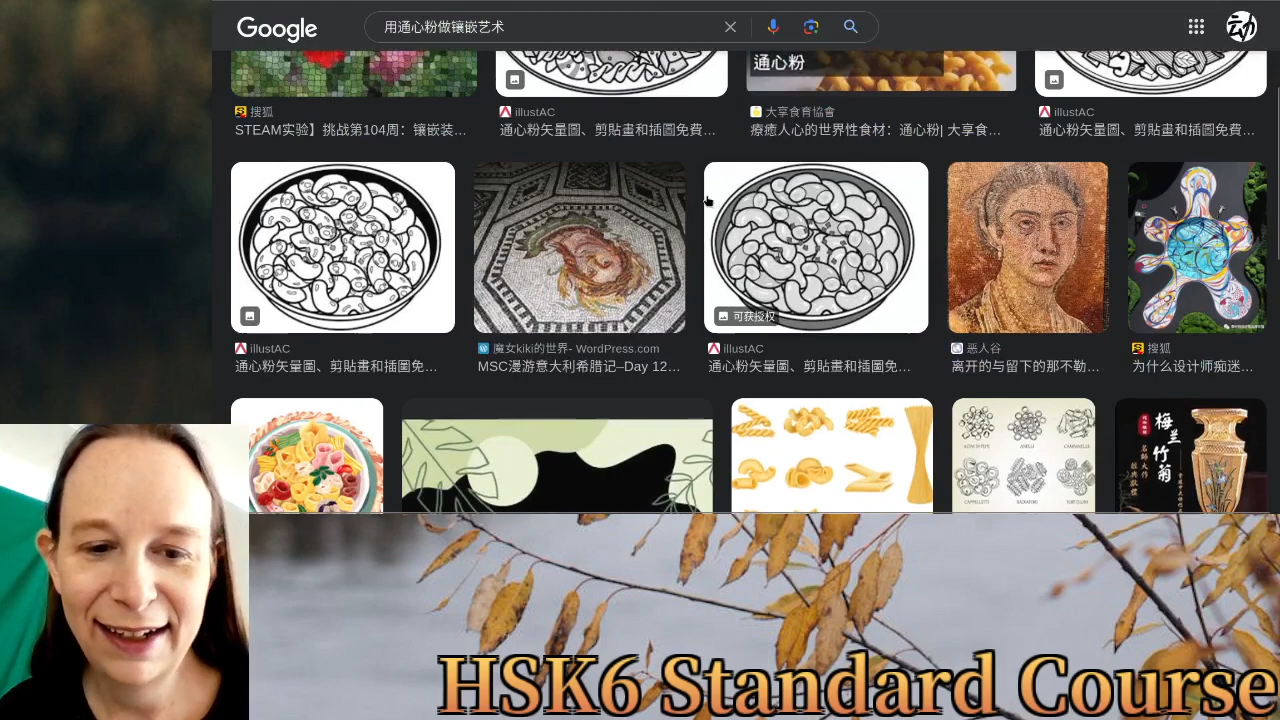 Google
用通心粉做镶嵌艺术
动
通心粉
搜狐
STEAM实验】挑战第104周：镶嵌装...
illustAC
通心粉矢量圖、剪貼畫和插圖免費...
大享食育協會
療癒人心的世界性食材：通心粉| 大享食...
illustAC
通心粉矢量圖、剪貼畫和插圖免費...
可获授权
illustAC
通心粉矢量圖、剪貼畫和插圖免...
魔女kiki的世界- WordPress.com
MSC漫游意大利希腊记–Day 12...
illustAC
通心粉矢量圖、剪貼畫和插圖免...
恶人谷
离开的与留下的那不勒...
搜狐
为什么设计师痴迷...
梅兰竹菊
HSK6 Standard Course